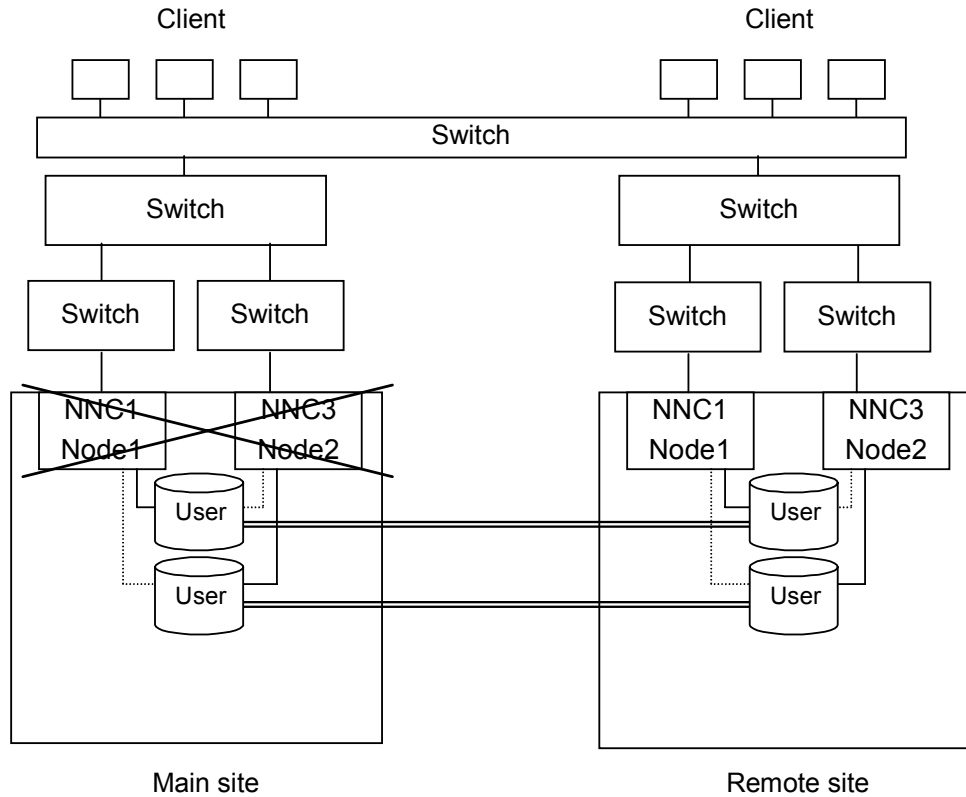 Client
Client
Switch
Switch
Switch
Switch
Switch
Switch
Switch
NNC1
Node1
NNC3
Node2
NNC1
Node1
NNC3
Node2
User
User
User
User
Main site
Remote site